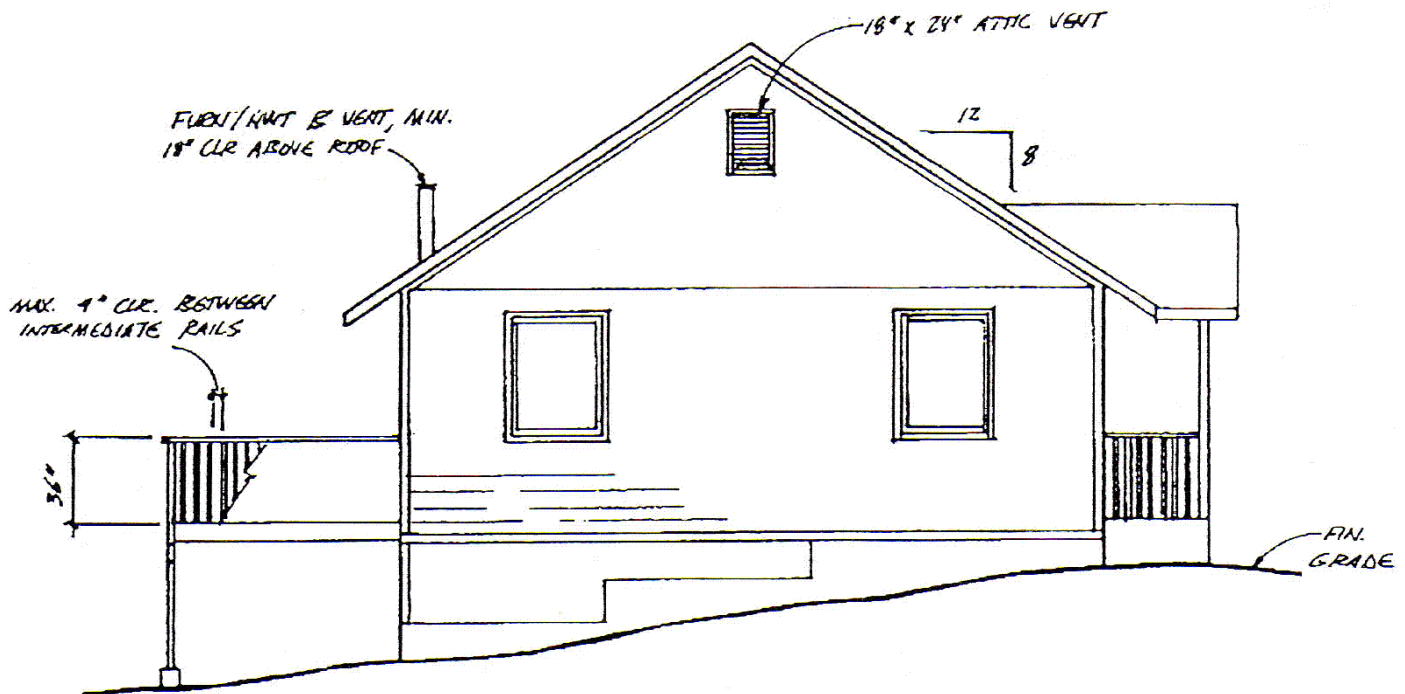 18" x 24" ATTIC VENT
FURN/HWT B VENT, MIN.
18" CLR ABOVE ROOF
12
8
MAX. 4" CLR. BETWEEN
INTERMEDIATE RAILS
36"
FIN.
GRADE